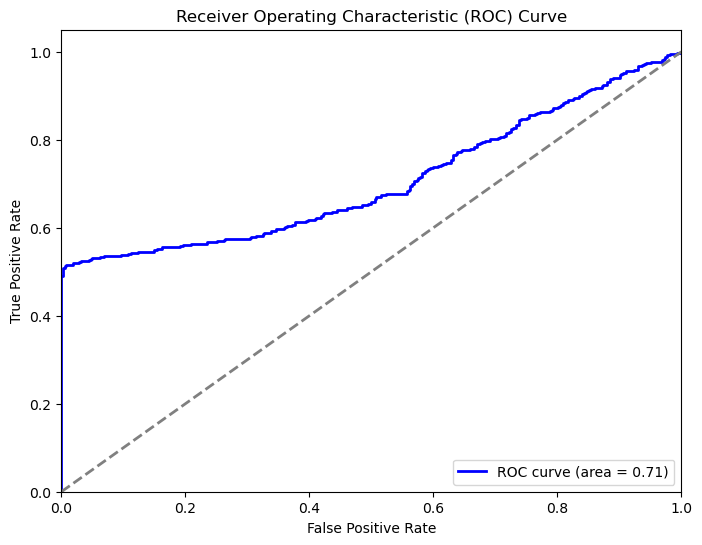 Receiver Operating Characteristic (ROC) Curve
1.0
0.8
0.6
0.4
0.2
0.0
True Positive Rate
ROC curve (area = 0.71)
0.0 0.2 0.4 0.6 0.8 1.0
False Positive Rate